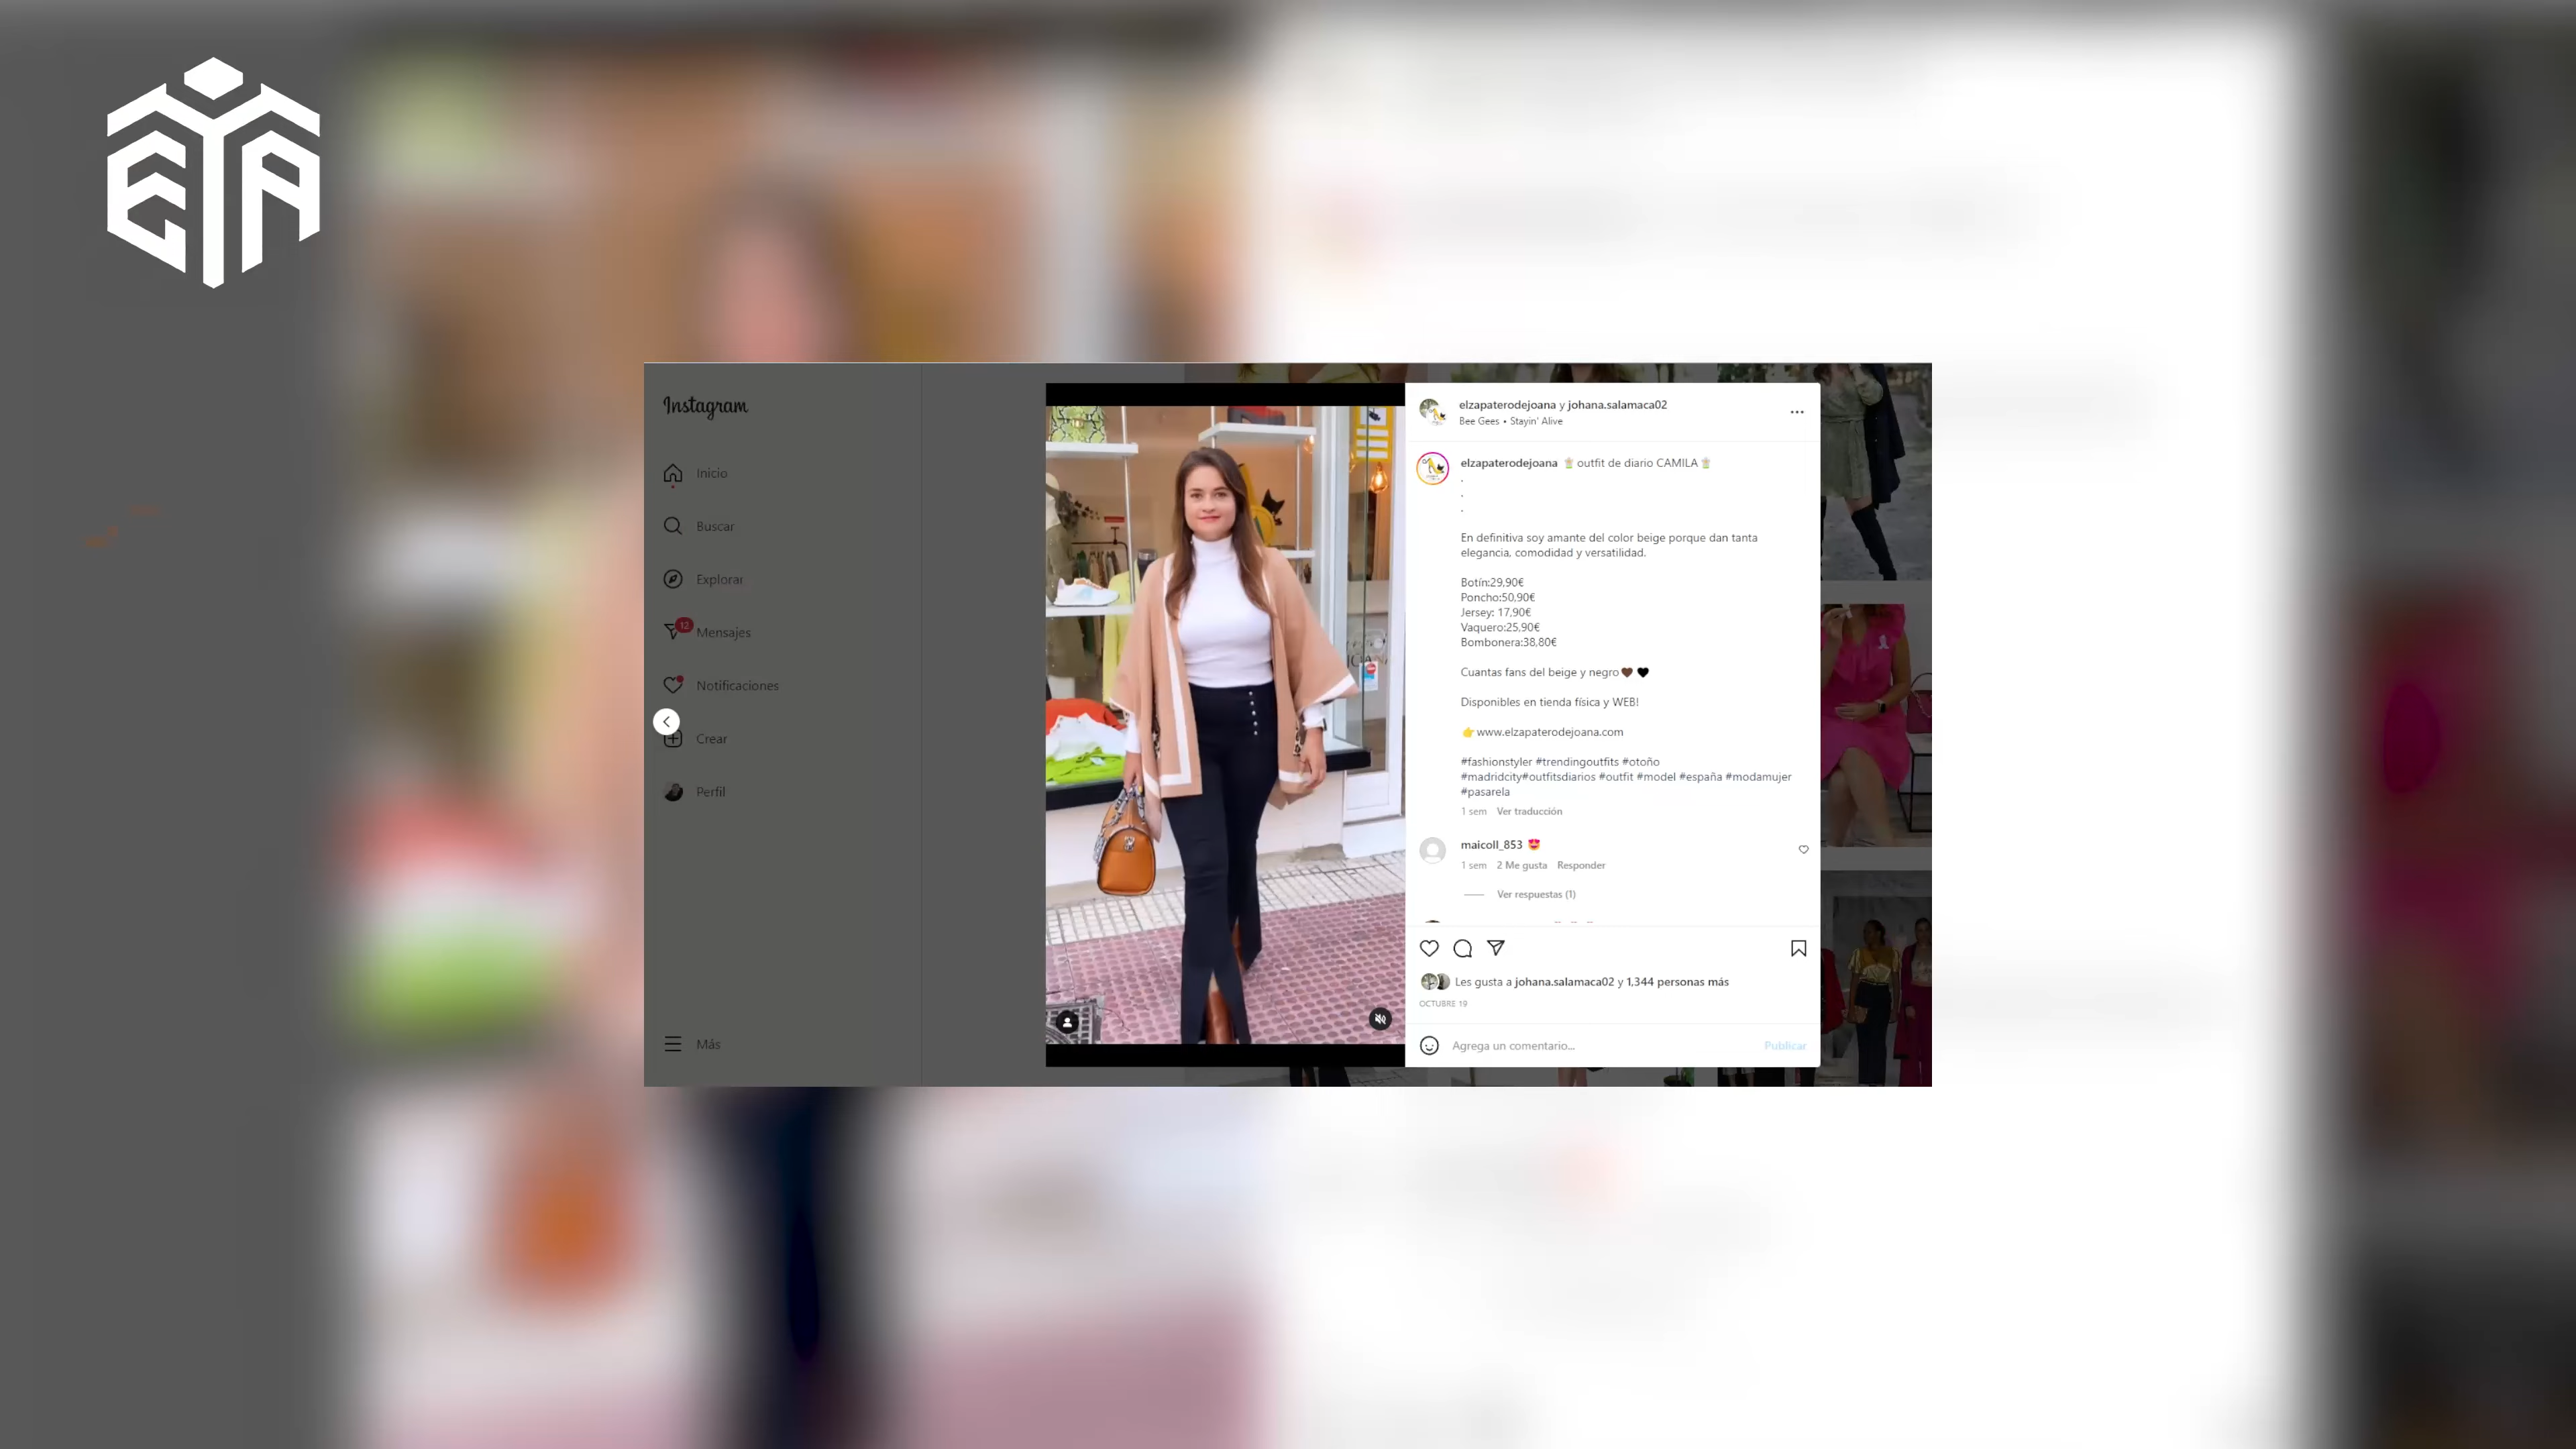 EYA
Instagram
Inicio
Buscar
Explorar
12
Mensajes
Notificaciones
Crear
Perfil
Más
elzapaterodejoana y johana.salamaca02
Bee Gees • Stayin' Alive
elzapaterodejoana 👚 outfit de diario CAMILA 👚
.
.
.
En definitiva soy amante del color beige porque dan tanta
elegancia, comodidad y versatilidad.
Botín:29,90€
Poncho:50,90€
Jersey: 17,90€
Vaquero:25,90€
Bombonera:38,80€
Cuantas fans del beige y negro🤎 🖤
Disponibles en tienda física y WEB!
👉 www.elzapaterodejoana.com
#fashionstyler #trendingoutfits #otoño
#madridcity#outfitsdiarios #outfit #model #españa #modamujer
#pasarela
1 sem Ver traducción
maicoll_853 😍
1 sem 2 Me gusta Responder
Ver respuestas (1)
Les gusta a johana.salamaca02 y 1,344 personas más
OCTUBRE 19
Agrega un comentario...
Publicar